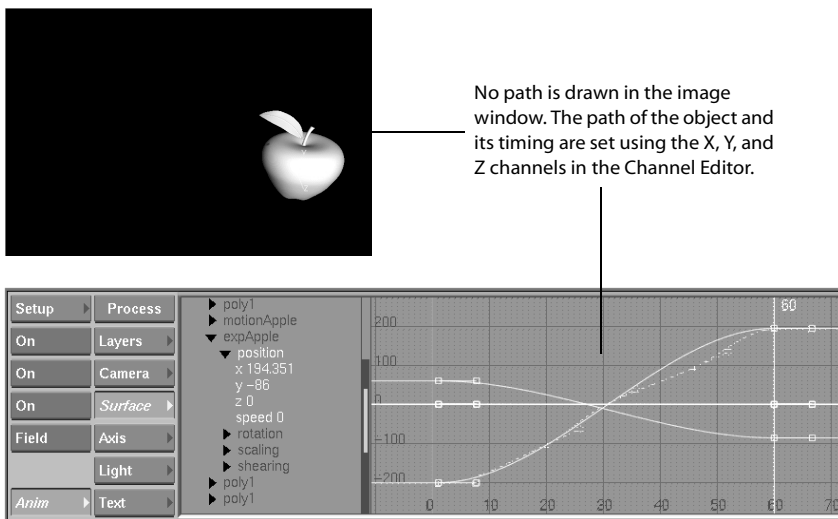 No path is drawn in the image
window. The path of the object and
its timing are set using the X, Y, and
Z channels in the Channel Editor.
Setup Process
On Layers
On Camera
On Surface
Field Axis
Light
Anim Text
poly1
motionApple
expApple
position
x 194.351
y -86
z 0
speed 0
rotation
scaling
shearing
poly1
poly1
60
200
100
0
-100
-200
0 10 20 30 40 50 60 70